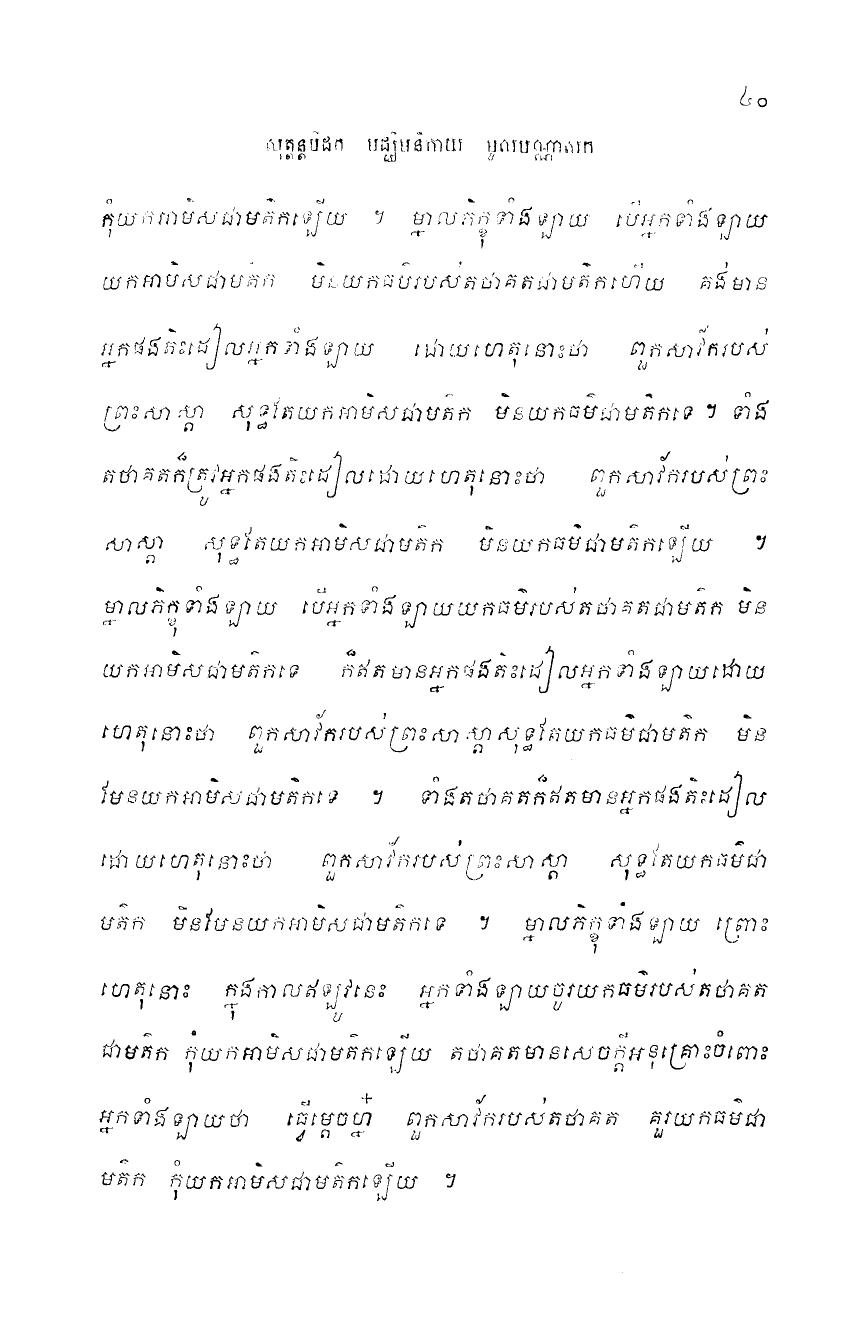 ៤០
សុត្តន្តបិដក មជ្ឈិមនិកាយ មូលបណ្ណាសក
កុំយកអាមិសជាមត៌កឡើយ ។ ម្នាលភិក្ខុទាំងឡាយ បើអ្នកទាំងឡាយ
យកអាមិសជាមត៌ក មិនយកធម៌របស់តថាគតជាមត៌កហើយ គង់មាន
អ្នកផងតិះដៀលអ្នកទាំងឡាយ ដោយហេតុនោះថា ពួកសាវ័ករបស់
ព្រះសាស្តា សុទ្ធតែយកអាមិសជាមត៌ក មិនយកធម៌ជាមត៌កទេ ។ ទាំង
តថាគតក៏ត្រូវអ្នកផងតិះដៀលដោយហេតុនោះថា ពួកសាវ័ករបស់ព្រះ
សាស្តា សុទ្ធតែយកអាមិសជាមត៌ក មិនយកធម៌ជាមត៌កឡើយ ។
ម្នាលភិក្ខុទាំងឡាយ បើអ្នកទាំងឡាយយកធម៌របស់តថាគតជាមត៌ក មិន
យកអាមិសជាមត៌កទេ ក៏ឥតមានអ្នកផងតិះដៀលអ្នកទាំងឡាយដោយ
ហេតុនោះថា ពួកសាវ័ករបស់ព្រះសាស្តាសុទ្ធតែយកធម៌ជាមត៌ក មិន
មែនយកអាមិសជាមត៌កទេ ។ ទាំងតថាគតក៏ឥតមានអ្នកផងតិះដៀល
ដោយហេតុនោះថា ពួកសាវ័ករបស់ព្រះសាស្តា សុទ្ធតែយកធម៌ជា
មត៌ក មិនមែនយកអាមិសជាមត៌កទេ ។ ម្នាលភិក្ខុទាំងឡាយ ព្រោះ
ហេតុនោះ ក្នុងកាលឥឡូវនេះ អ្នកទាំងឡាយចូរយកធម៌របស់តថាគត
ជាមត៌ក កុំយកអាមិសជាមត៌កឡើយ តថាគតមានសេចក្តីអនុគ្រោះចំពោះ
អ្នកទាំងឡាយថា ធ្វើម្តេចហ្ន៎ ពួកសាវ័ករបស់តថាគត គួរយកធម៌ជា
មត៌ក កុំយកអាមិសជាមត៌កឡើយ ។